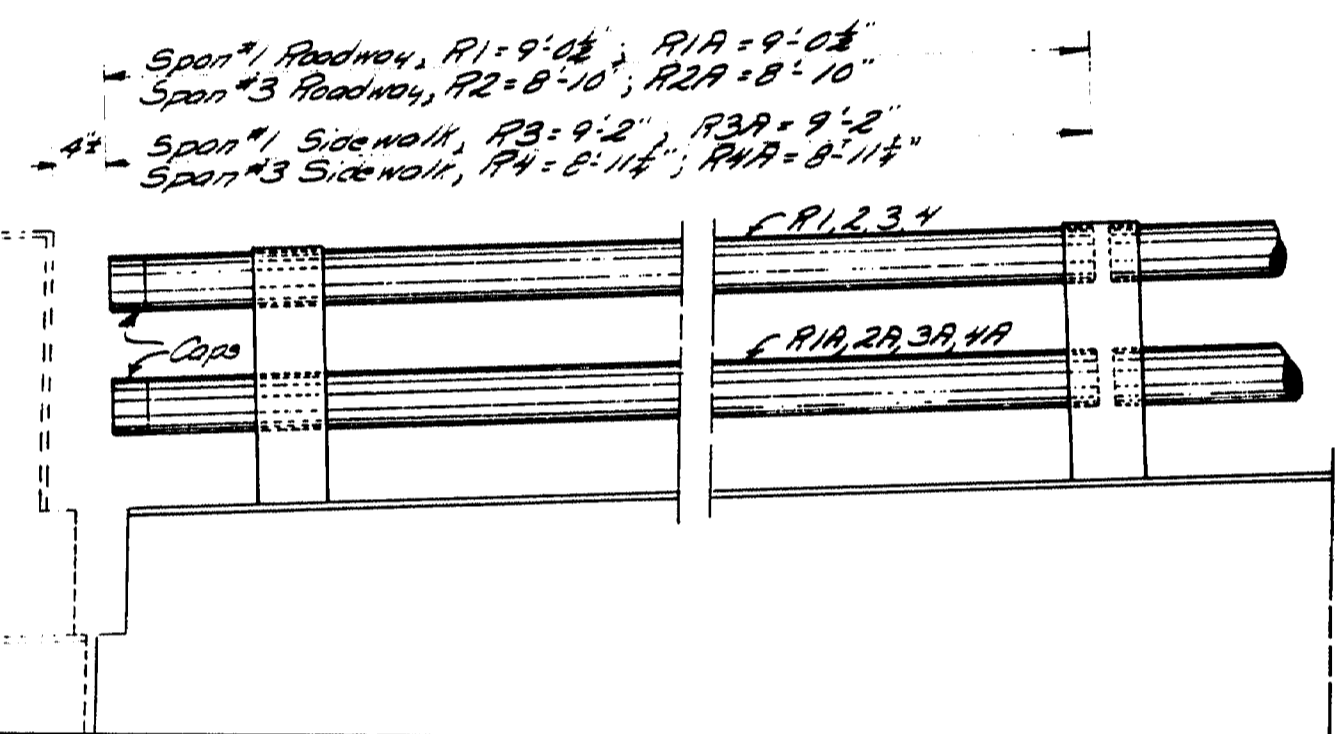 Span #1 Roadway, R1 = 9'-0½"; R1A = 9'-0½"
Span #3 Roadway, R2 = 8'-10"; R2A = 8'-10"
Span #1 Sidewalk, R3 = 9'-2"; R3A = 9'-2"
Span #3 Sidewalk, R4 = 8'-11¼"; R4A = 8'-11¼"
R1,2,3,4
Caps
R1A,2A,3A,4A